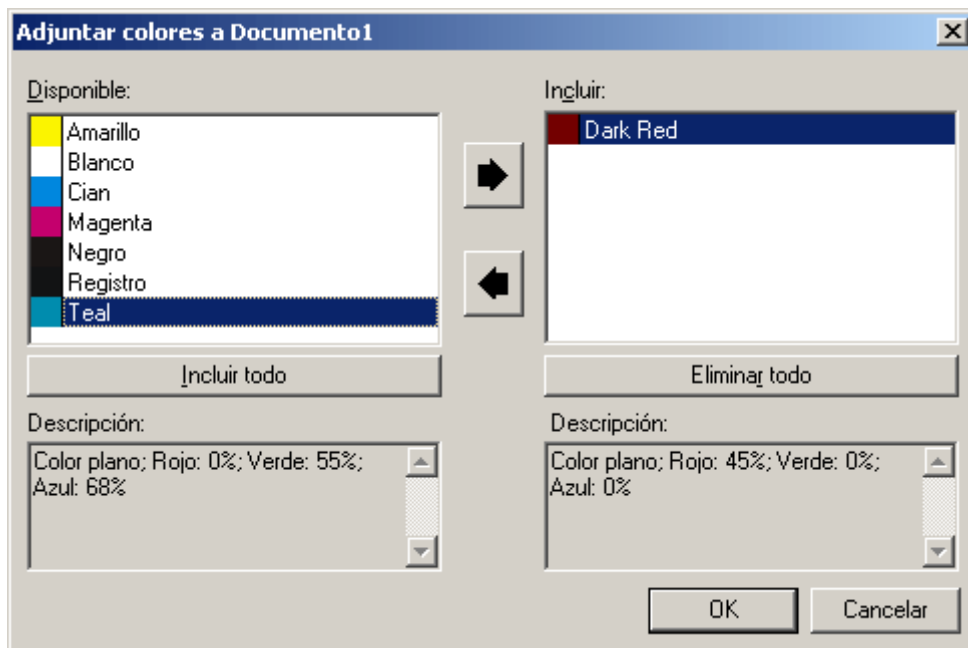 Adjuntar colores a Documento1
Disponible:
Amarillo
Blanco
Cian
Magenta
Negro
Registro
Teal
Incluir todo
Descripción:
Color plano; Rojo: 0%; Verde: 55%;
Azul: 68%
Incluir:
Dark Red
Eliminar todo
Descripción:
Color plano; Rojo: 45%; Verde: 0%;
Azul: 0%
OK
Cancelar